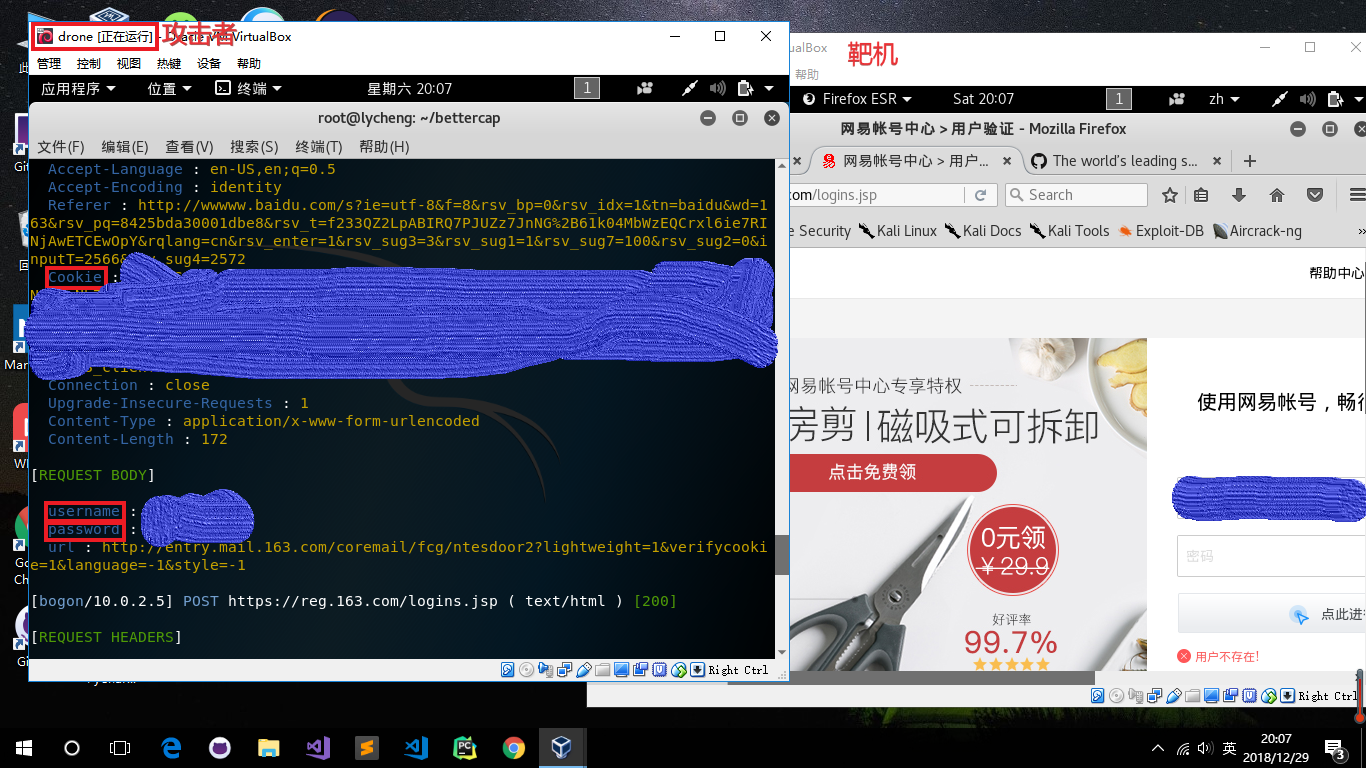 drone [正在运行] - Oracle VM VirtualBox
攻击者
管理 控制 视图 热键 设备 帮助
应用程序 位置 终端 星期六 20:07 1
root@lycheng: ~/bettercap
文件(F) 编辑(E) 查看(V) 搜索(S) 终端(T) 帮助(H)
Accept-Language : en-US,en;q=0.5
Accept-Encoding : identity
Referer : http://wwwww.baidu.com/s?ie=utf-8&f=8&rsv_bp=0&rsv_idx=1&tn=baidu&wd=1
63&rsv_pq=8425bda30001dbe8&rsv_t=f233QZ2LpABIRQ7PJUZz7JnNG%2B61k04MbWzEQCrxl6ie7RI
NjAwETCEwOpY&rqlang=cn&rsv_enter=1&rsv_sug3=3&rsv_sug1=1&rsv_sug7=100&rsv_sug2=0&i
nputT=2566& sug4=2572
Cookie :
Connection : close
Upgrade-Insecure-Requests : 1
Content-Type : application/x-www-form-urlencoded
Content-Length : 172
[REQUEST BODY]
username :
password :
url : http://entry.mail.163.com/coremail/fcg/ntesdoor2?lightweight=1&verifycooki
e=1&language=-1&style=-1
[bogon/10.0.2.5] POST https://reg.163.com/logins.jsp ( text/html ) [200]
[REQUEST HEADERS]
Right Ctrl
tualBox
靶机
帮助
Firefox ESR Sat 20:07 1 zh
网易帐号中心 > 用户验证 - Mozilla Firefox
网易帐号中心 > 用户... The world's leading s...
com/logins.jsp Search
e Security Kali Linux Kali Docs Kali Tools Exploit-DB Aircrack-ng
帮助中心
网易帐号中心专享特权
房剪|磁吸式可拆卸
点击免费领
0元领
￥29.9
好评率
99.7%
使用网易帐号，畅
密码
点此进
用户不存在!
Right Ctrl
英
20:07
2018/12/29
3